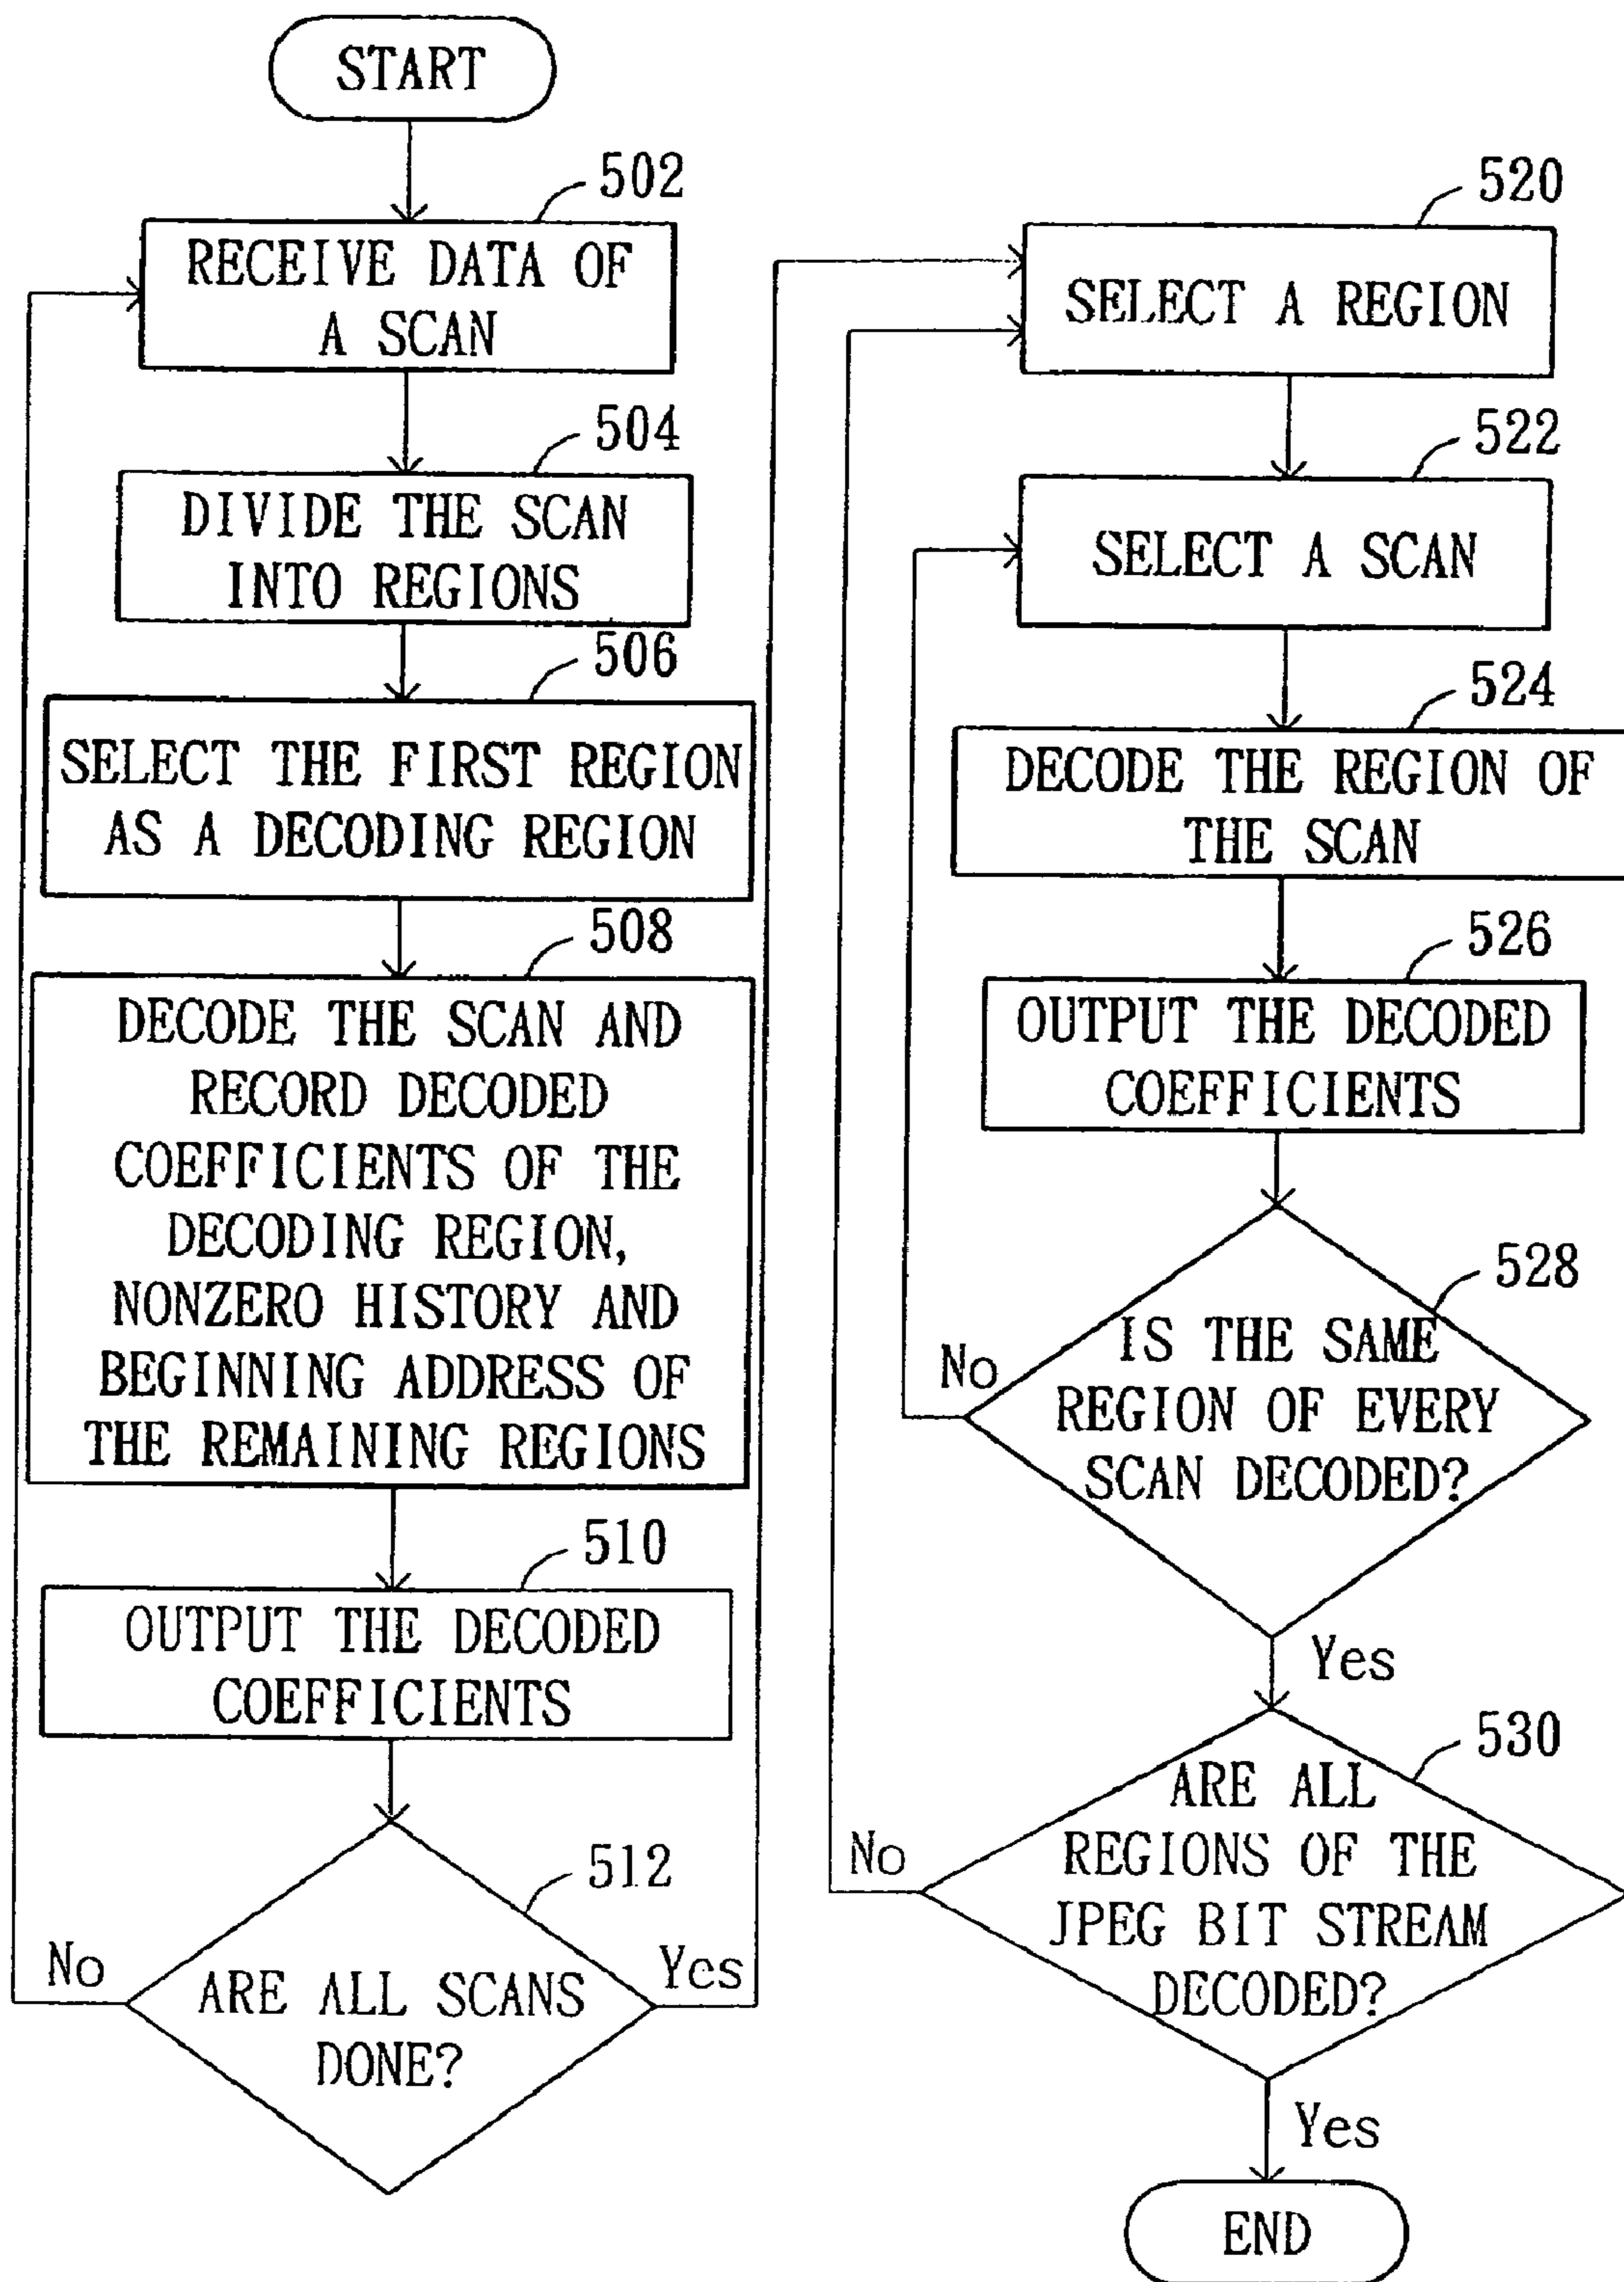 START
502
RECEIVE DATA OF
A SCAN
504
DIVIDE THE SCAN
INTO REGIONS
506
SELECT THE FIRST REGION
AS A DECODING REGION
508
DECODE THE SCAN AND
RECORD DECODED
COEFFICIENTS OF THE
DECODING REGION,
NONZERO HISTORY AND
BEGINNING ADDRESS OF
THE REMAINING REGIONS
510
OUTPUT THE DECODED
COEFFICIENTS
512
ARE ALL SCANS
DONE?
No
Yes
520
SELECT A REGION
522
SELECT A SCAN
524
DECODE THE REGION OF
THE SCAN
526
OUTPUT THE DECODED
COEFFICIENTS
528
IS THE SAME
REGION OF EVERY
SCAN DECODED?
No
Yes
530
ARE ALL
REGIONS OF THE
JPEG BIT STREAM
DECODED?
No
Yes
END